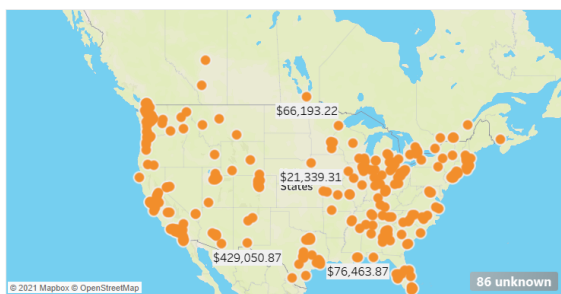 $66,193.22
$21,339.31
States
$429,050.87
$76,463.87
86 unknown
© 2021 Mapbox © OpenStreetMap